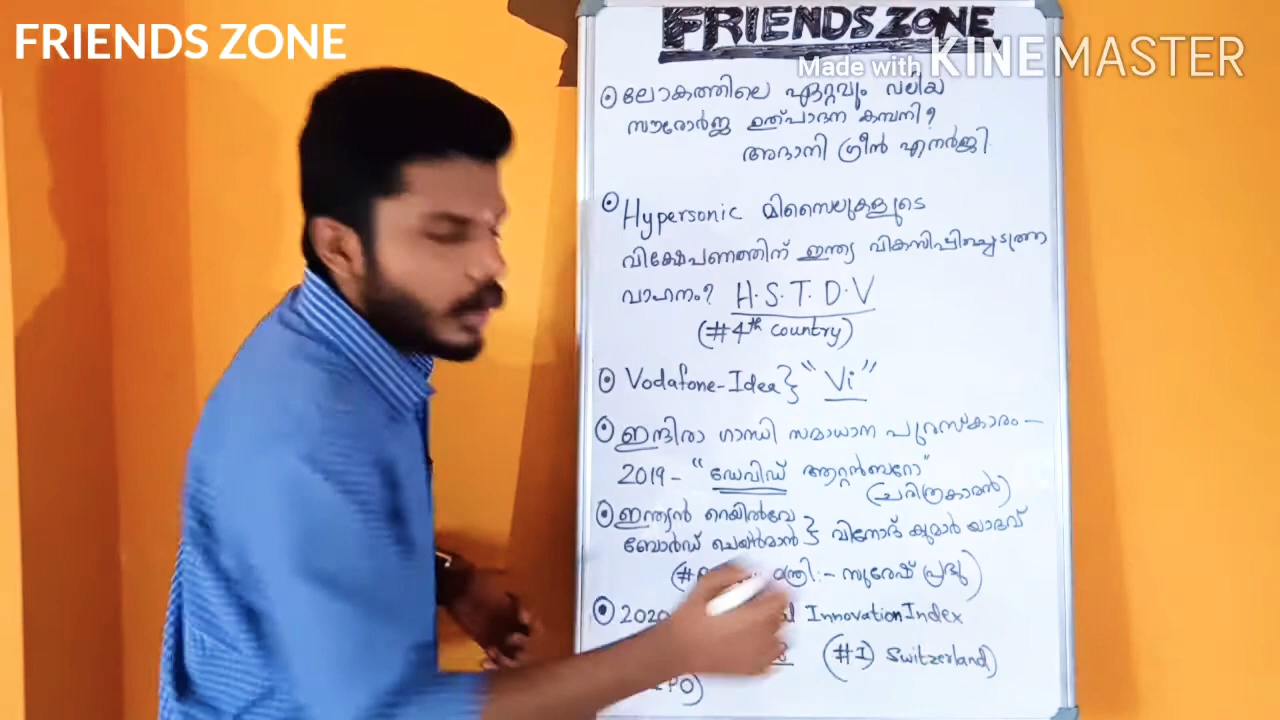 FRIENDS ZONE
FRIENDS ZONE
Made with KINEMASTER
ലോകത്തിലെ ഏറ്റവും വലിയ
സൗരോർജ ഉത്പാദന കമ്പനി?
അദാനി ഗ്രീൻ എനർജി
Hypersonic മിസൈലുകളുടെ
വിക്ഷേപണത്തിന് ഇന്ത്യ
വാഹനം? H.S.T.D.V
(#4th country)
Vodafone-Idea} "Vi"
ഇന്ദിരാ ഗാന്ധി സമാധാന പുരസ്കാരം-
2019- "ഡേവിഡ് ആറ്റൻബറോ"
(ചരിത്രകാരൻ)
ഇന്ത്യൻ റെയിൽവേ
ബോർഡ് ചെയർമാൻ} വിനോദ് കുമാർ യാദവ്
മന്ത്രി:- സുരേഷ് പ്രഭു)
2020 Innovation Index
(#1) Switzerland)